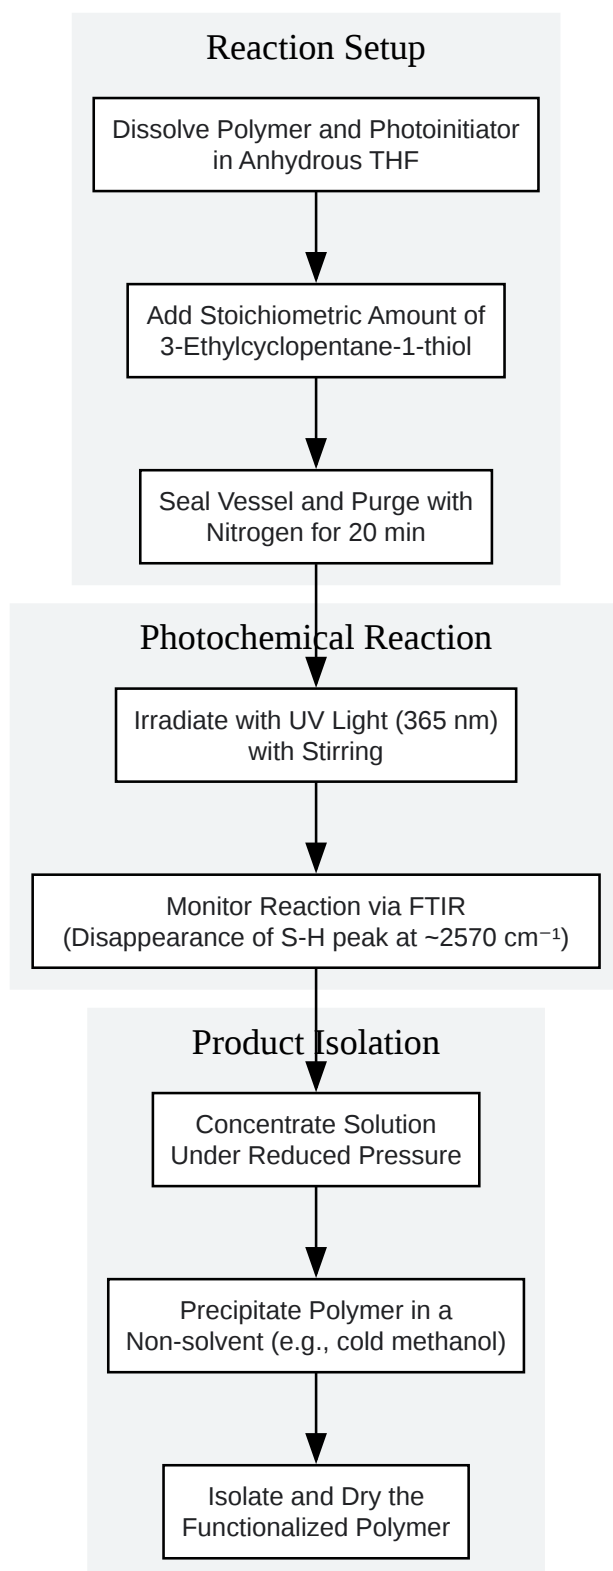 Reaction Setup
Dissolve Polymer and Photoinitiator
in Anhydrous THF
Add Stoichiometric Amount of
3-Ethylcyclopentane-1-thiol
Seal Vessel and Purge with
Nitrogen for 20 min
Photochemical Reaction
Irradiate with UV Light (365 nm)
with Stirring
Monitor Reaction via FTIR
(Disappearance of S-H peak at ~2570 cm⁻¹)
Product Isolation
Concentrate Solution
Under Reduced Pressure
Precipitate Polymer in a
Non-solvent (e.g., cold methanol)
Isolate and Dry the
Functionalized Polymer